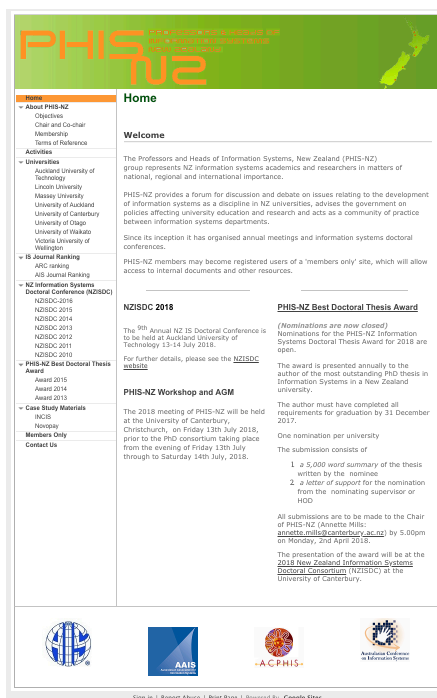 PHIS
NZ
PROFESSORS AND HEADS OF
INFORMATION SYSTEMS
NEW ZEALAND
Home
About PHIS-NZ
Objectives
Chair and Co-chair
Membership
Terms of Reference
Activities
Universities
Auckland University of
Technology
Lincoln University
Massey University
University of Auckland
University of Canterbury
University of Otago
University of Waikato
Victoria University of
Wellington
IS Journal Ranking
ARC ranking
AIS Journal Ranking
NZ Information Systems
Doctoral Conference (NZISDC)
NZISDC-2016
NZISDC 2015
NZISDC 2014
NZISDC 2013
NZISDC 2012
NZISDC 2011
NZISDC 2010
PHIS-NZ Best Doctoral Thesis
Award
Award 2015
Award 2014
Award 2013
Case Study Materials
INCIS
Novopay
Members Only
Contact Us
Home
Welcome
The Professors and Heads of Information Systems, New Zealand (PHIS-NZ)
group represents NZ information systems academics and researchers in matters of
national, regional and international importance.
PHIS-NZ provides a forum for discussion and debate on issues relating to the development
of information systems as a discipline in NZ universities, advises the government on
policies affecting university education and research and acts as a community of practice
between information systems departments.
Since its inception it has organised annual meetings and information systems doctoral
conferences.
PHIS-NZ members may become registered users of a 'members only' site, which will allow
access to internal documents and other resources.
NZISDC 2018
The 9th Annual NZ IS Doctoral Conference is
to be held at Auckland University of
Technology 13-14 July 2018.
For further details, please see the NZISDC
website
PHIS-NZ Workshop and AGM
The 2018 meeting of PHIS-NZ will be held
at the University of Canterbury,
Christchurch, on Friday 13th July 2018,
prior to the PhD consortium taking place
from the evening of Friday 13th July
through to Saturday 14th July, 2018.
PHIS-NZ Best Doctoral Thesis Award
(Nominations are now closed)
Nominations for the PHIS-NZ Information
Systems Doctoral Thesis Award for 2018 are
open.
The award is presented annually to the
author of the most outstanding PhD thesis in
Information Systems in a New Zealand
university.
The author must have completed all
requirements for graduation by 31 December
2017.
One nomination per university
The submission consists of
1 a 5,000 word summary of the thesis
written by the nominee
2 a letter of support for the nomination
from the nominating supervisor or
HOD
All submissions are to be made to the Chair
of PHIS-NZ (Annette Mills:
annette.mills@canterbury.ac.nz) by 5.00pm
on Monday, 2nd April 2018.
The presentation of the award will be at the
2018 New Zealand Information Systems
Doctoral Consortium (NZISDC) at the
University of Canterbury.
AAIS
ACPHIS
Australasian Conference
on Information Systems
Sign in | Report Abuse | Print Page | Powered By Google Sites